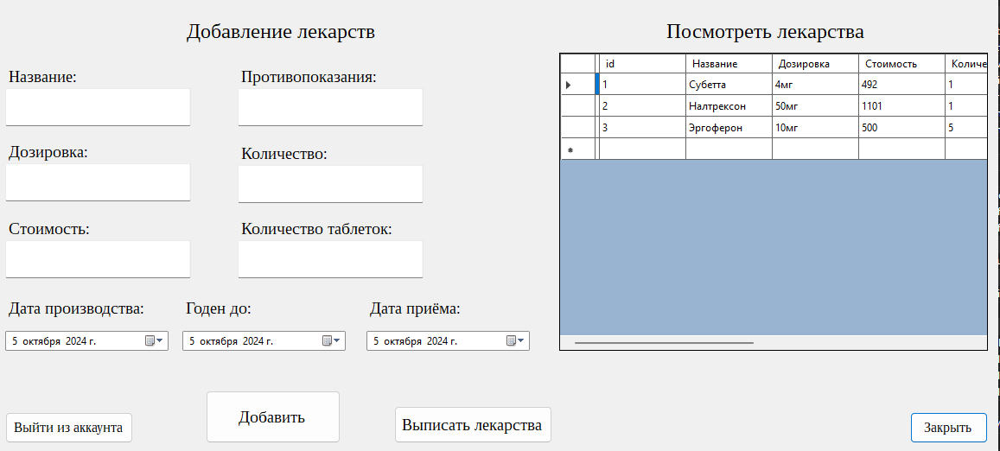 Добавление лекарств
Посмотреть лекарства
Название:
Противопоказания:
Дозировка:
Количество:
Стоимость:
Количество таблеток:
Дата производства:
Годен до:
Дата приёма:
5 октября 2024 г.
5 октября 2024 г.
5 октября 2024 г.
id Название Дозировка Стоимость Количе
1 Субетта 4мг 492 1
2 Налтрексон 50мг 1101 1
3 Эргоферон 10мг 500 5
Выйти из аккаунта
Добавить
Выписать лекарства
Закрыть